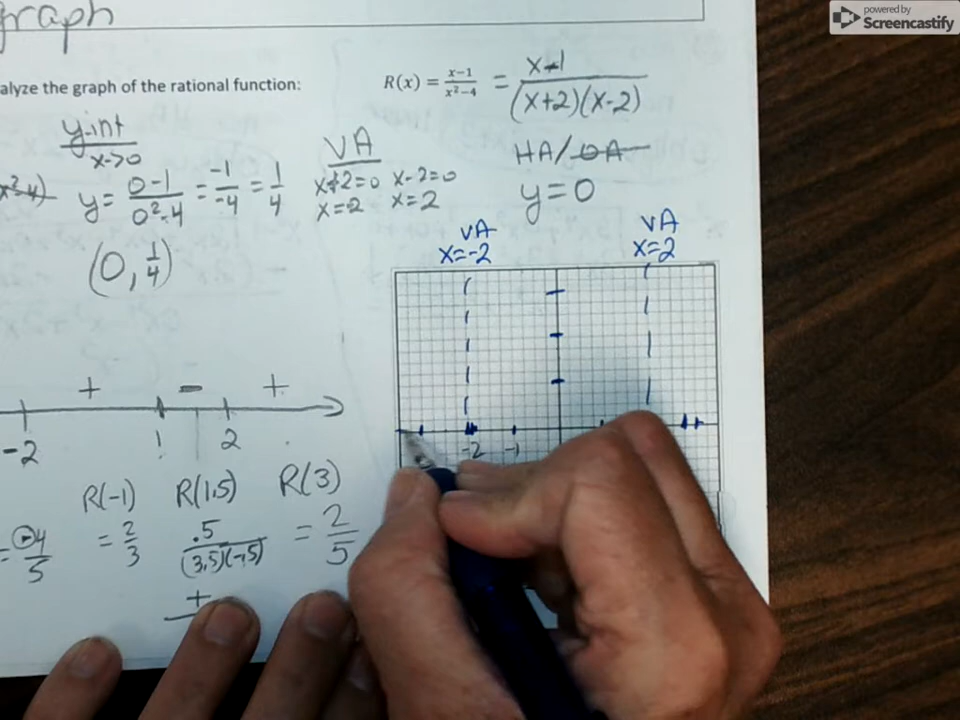 powered by
Screencastify
graph
alyze the graph of the rational function:
R(x) = x-1/x²-4 = x-1/(x+2)(x-2)
y-int
x->0
x²-4)
y= 0-1/0²-4 = -1/-4 = 1/4
(0, 1/4)
VA
x+2=0 x-2=0
x=-2 x=2
HA/OA
y=0
VA
x=-2
VA
x=2
+ - +
-2 1 2
-2 -1
R(-1) R(1.5) R(3)
= -4/5 = 2/3 .5/(3.5)(-.5) = 2/5
+